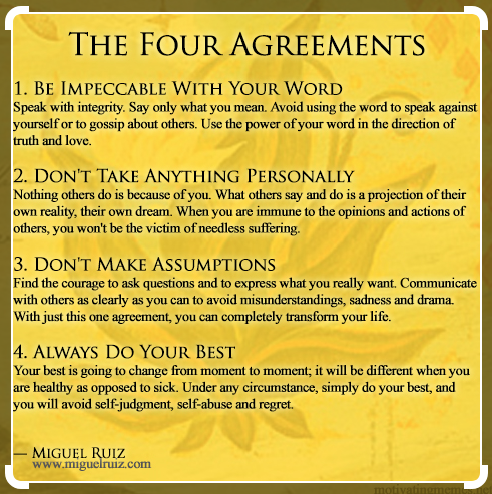 The Four Agreements
1. Be Impeccable With Your Word
Speak with integrity. Say only what you mean. Avoid using the word to speak against
yourself or to gossip about others. Use the power of your word in the direction of
truth and love.
2. Don't Take Anything Personally
Nothing others do is because of you. What others say and do is a projection of their
own reality, their own dream. When you are immune to the opinions and actions of
others, you won't be the victim of needless suffering.
3. Don't Make Assumptions
Find the courage to ask questions and to express what you really want. Communicate
with others as clearly as you can to avoid misunderstandings, sadness and drama.
With just this one agreement, you can completely transform your life.
4. Always Do Your Best
Your best is going to change from moment to moment; it will be different when you
are healthy as opposed to sick. Under any circumstance, simply do your best, and
you will avoid self-judgment, self-abuse and regret.
— Miguel Ruiz
www.miguelruiz.com